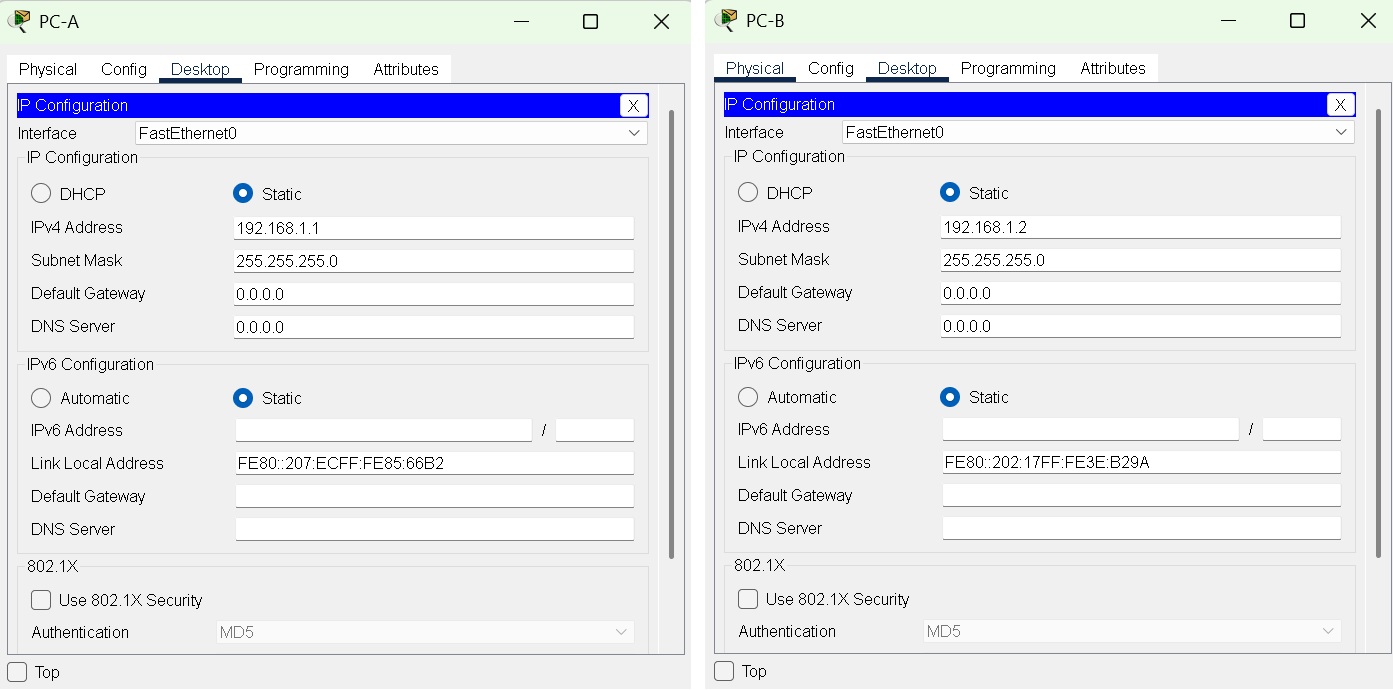 PC-A
Physical Config Desktop Programming Attributes
IP Configuration X
Interface FastEthernet0
IP Configuration
DHCP Static
IPv4 Address 192.168.1.1
Subnet Mask 255.255.255.0
Default Gateway 0.0.0.0
DNS Server 0.0.0.0
IPv6 Configuration
Automatic Static
IPv6 Address /
Link Local Address FE80::207:ECFF:FE85:66B2
Default Gateway
DNS Server
802.1X
Use 802.1X Security
Authentication MD5
Top
PC-B
Physical Config Desktop Programming Attributes
IP Configuration X
Interface FastEthernet0
IP Configuration
DHCP Static
IPv4 Address 192.168.1.2
Subnet Mask 255.255.255.0
Default Gateway 0.0.0.0
DNS Server 0.0.0.0
IPv6 Configuration
Automatic Static
IPv6 Address /
Link Local Address FE80::202:17FF:FE3E:B29A
Default Gateway
DNS Server
802.1X
Use 802.1X Security
Authentication MD5
Top